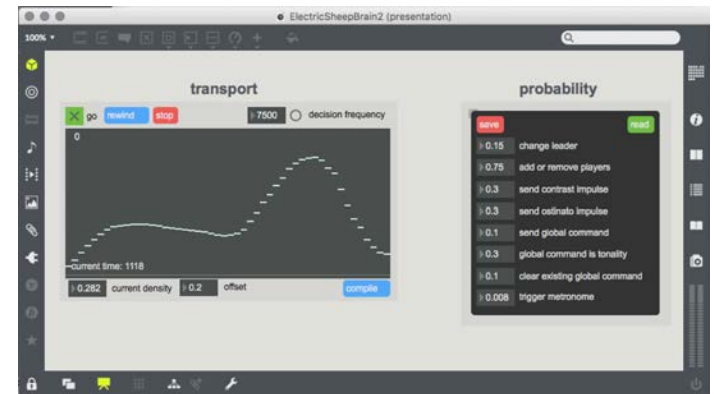 ElectricSheepBrain2 (presentation)
100%
transport
probability
go rewind stop 7500 decision frequency
0
current time: 1118
0.282 current density 0.2 offset compile
save read
0.15 change leader
0.75 add or remove players
0.3 send contrast impulse
0.3 send ostinato impulse
0.1 send global command
0.3 global command is tonality
0.1 clear existing global command
0.008 trigger metronome